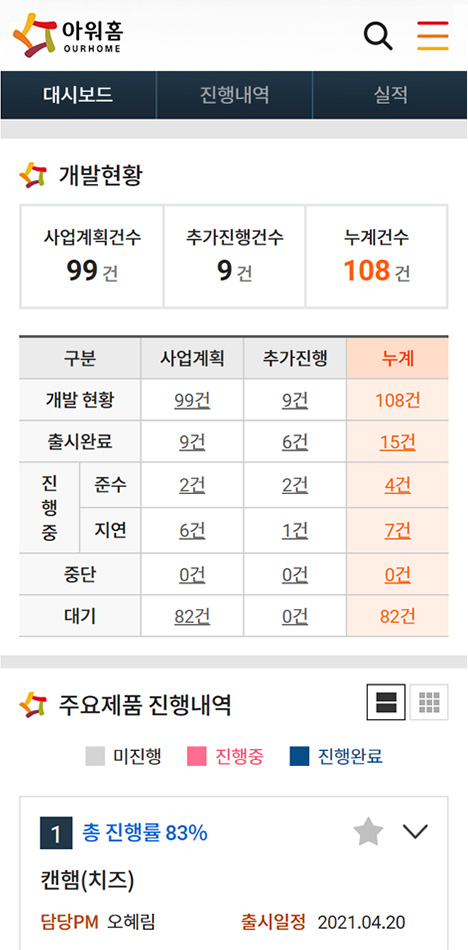 아워홈
OURHOME
대시보드 진행내역 실적
개발현황
사업계획건수 추가진행건수 누계건수
99 건 9 건 108 건
구분 사업계획 추가진행 누계
개발 현황 99건 9건 108건
출시완료 9건 6건 15건
진행중 준수 2건 2건 4건
지연 6건 1건 7건
중단 0건 0건 0건
대기 82건 0건 82건
주요제품 진행내역
미진행 진행중 진행완료
1 총 진행률 83%
캔햄(치즈)
담당PM 오혜림 출시일정 2021.04.20